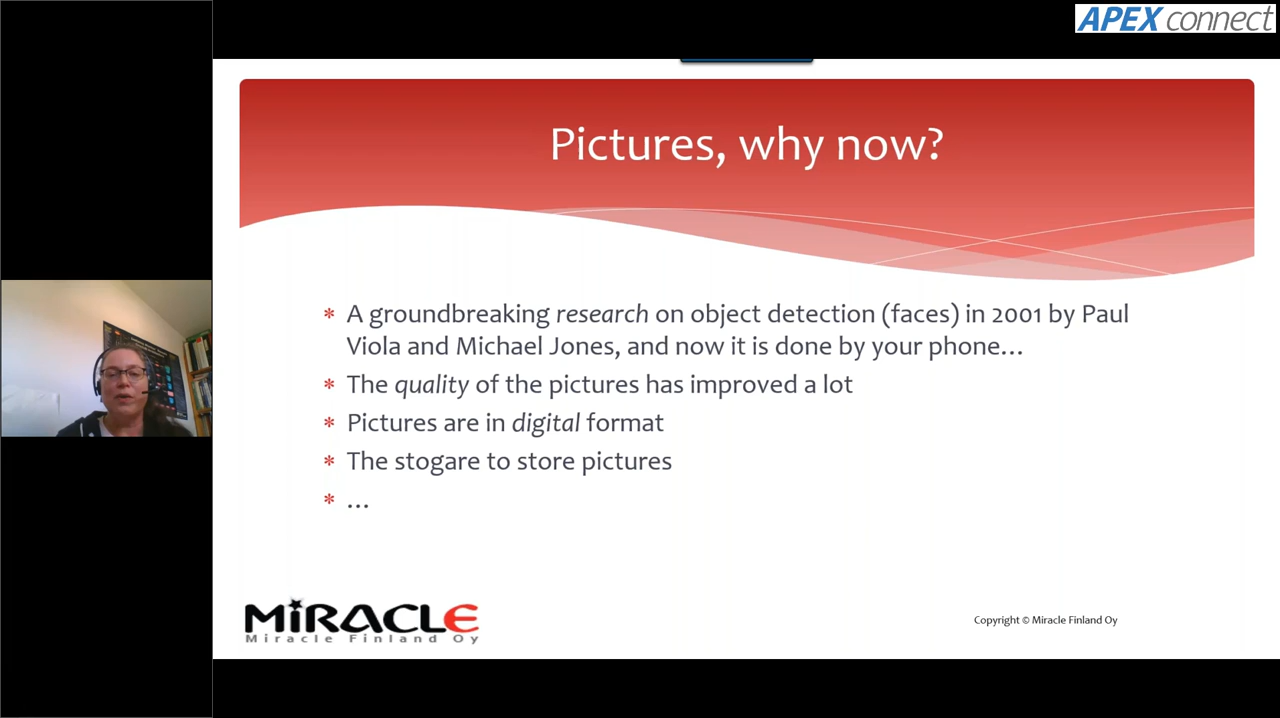 APEX connect
Pictures, why now?
* A groundbreaking research on object detection (faces) in 2001 by Paul
Viola and Michael Jones, and now it is done by your phone…
* The quality of the pictures has improved a lot
* Pictures are in digital format
* The stogare to store pictures
* …
MiRACLE
Miracle Finland Oy
Copyright © Miracle Finland Oy